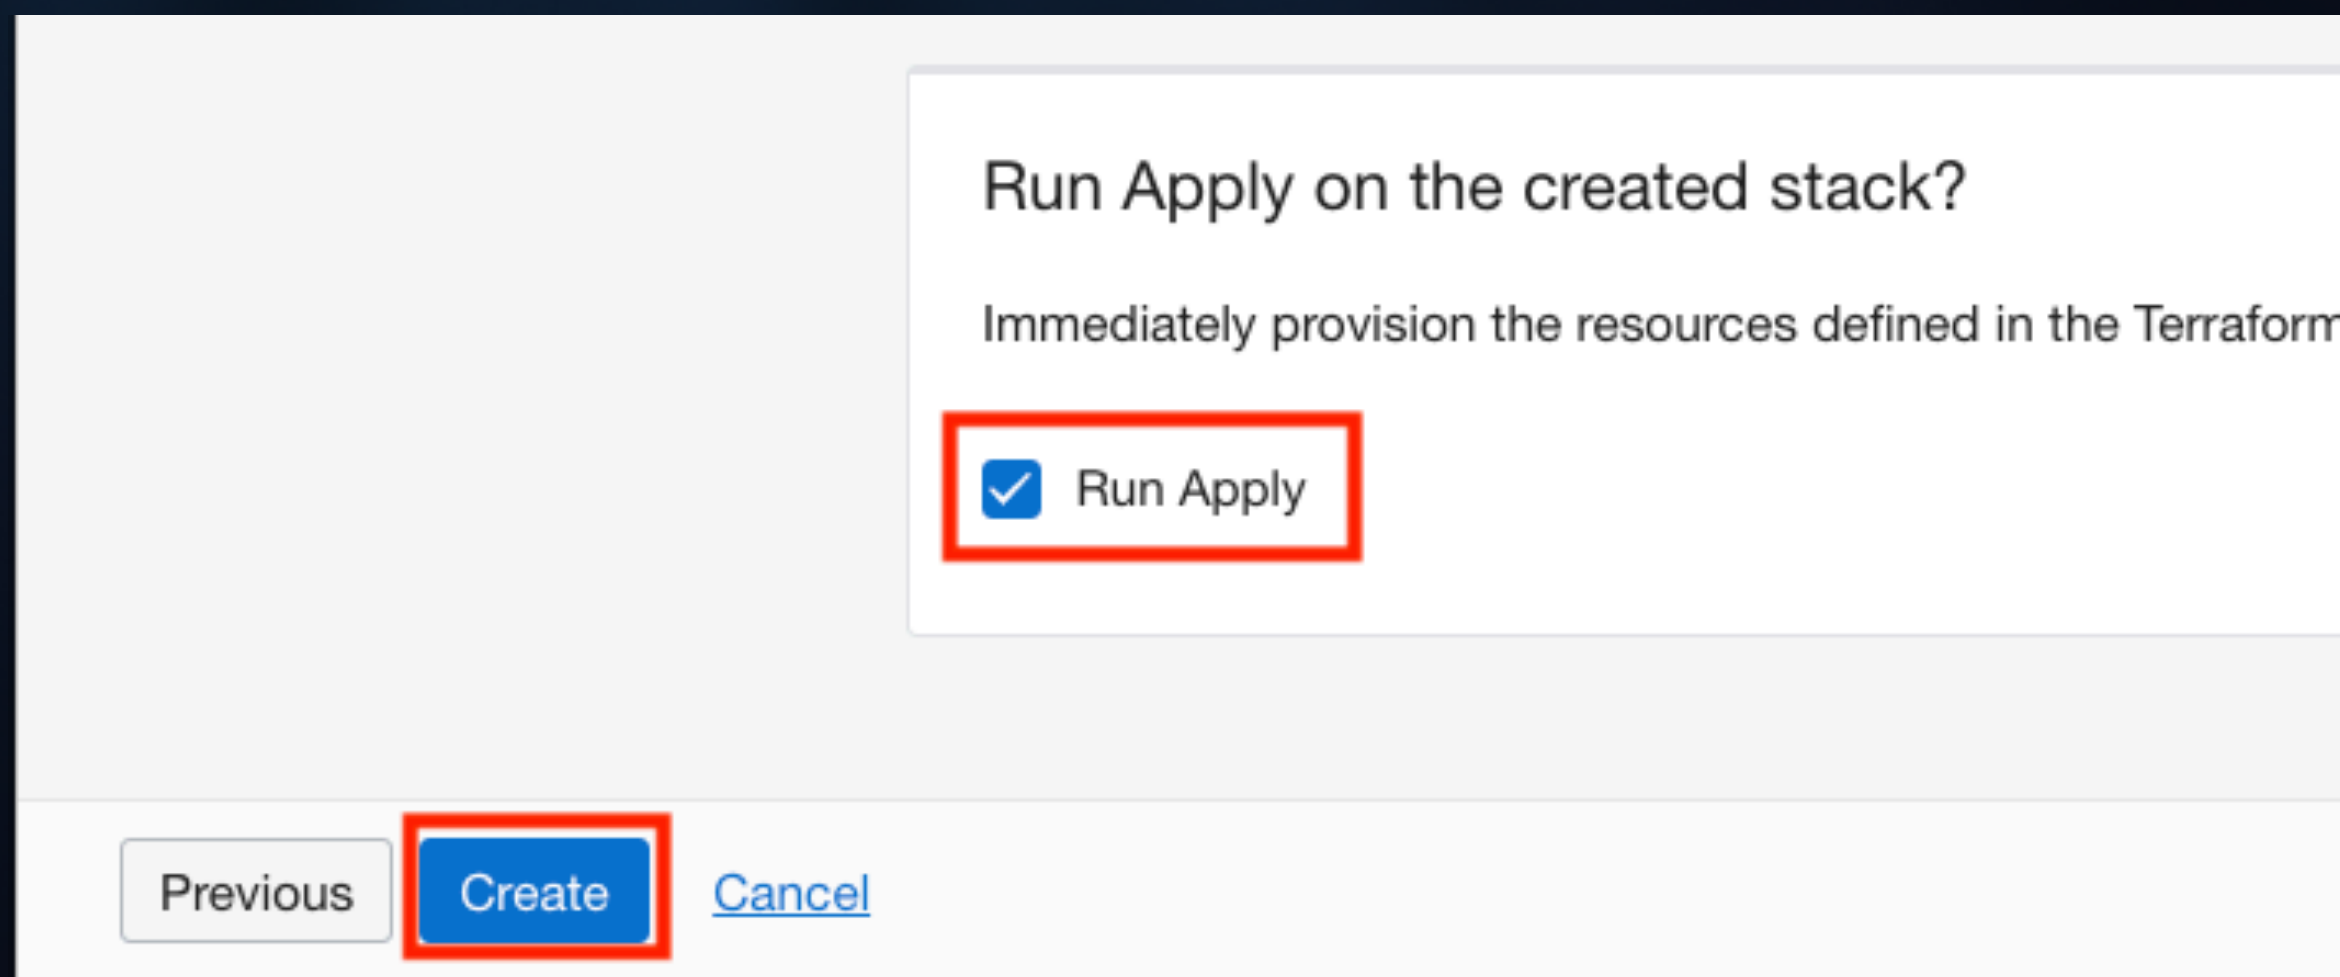 Run Apply on the created stack?
Immediately provision the resources defined in the Terraform
Run Apply
Previous Create Cancel